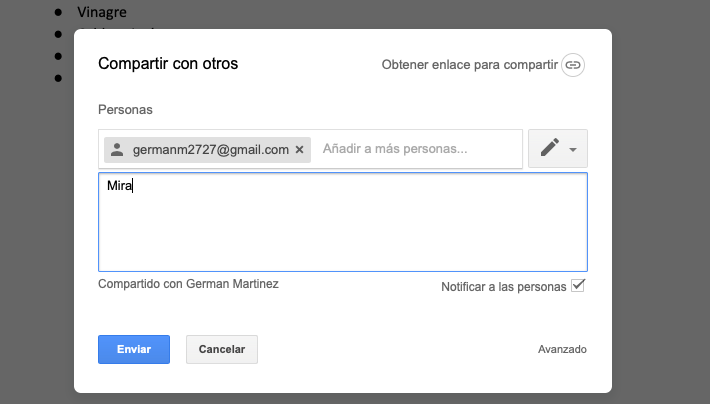 Vinagre
Compartir con otros
Obtener enlace para compartir
Personas
germanm2727@gmail.com × Añadir a más personas...
Mira
Compartido con German Martinez
Notificar a las personas
Enviar Cancelar Avanzado